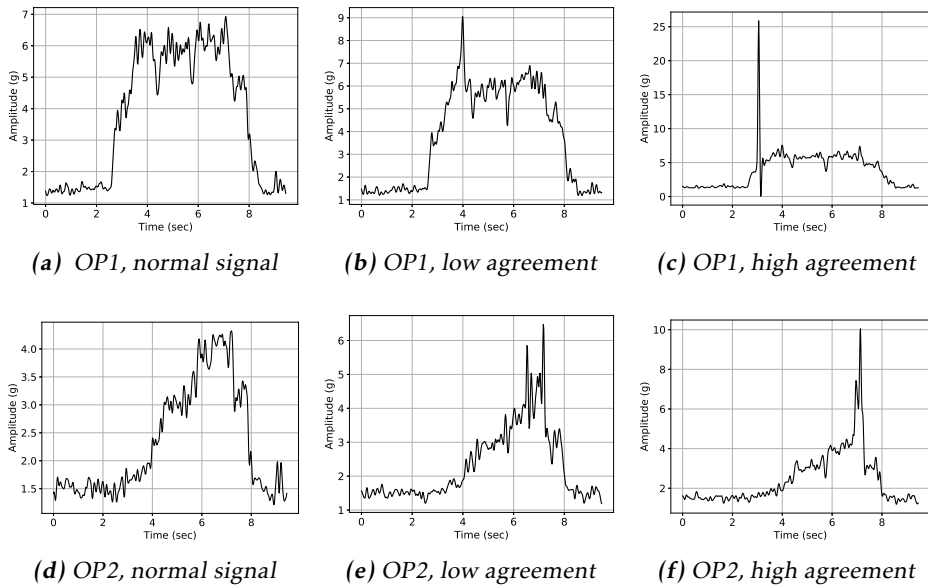 7
6
5
4
3
2
1
Amplitude (g)
0 2 4 6 8
Time (sec)
(a) OP1, normal signal
9
8
7
6
5
4
3
2
1
Amplitude (g)
0 2 4 6 8
Time (sec)
(b) OP1, low agreement
25
20
15
10
5
0
Amplitude (g)
0 2 4 6 8
Time (sec)
(c) OP1, high agreement
4.0
3.5
3.0
2.5
2.0
1.5
Amplitude (g)
0 2 4 6 8
Time (sec)
(d) OP2, normal signal
6
5
4
3
2
1
Amplitude (g)
0 2 4 6 8
Time (sec)
(e) OP2, low agreement
10
8
6
4
2
Amplitude (g)
0 2 4 6 8
Time (sec)
(f) OP2, high agreement